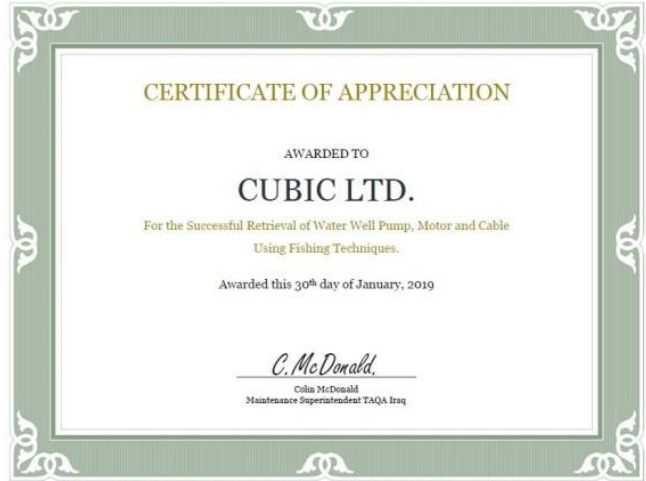 CERTIFICATE OF APPRECIATION
AWARDED TO
CUBIC LTD.
For the Successful Retrieval of Water Well Pump, Motor and Cable
Using Fishing Techniques.
Awarded this 30th day of January, 2019
C. McDonald.
Colin McDonald
Maintenance Superintendent TAQA Iraq